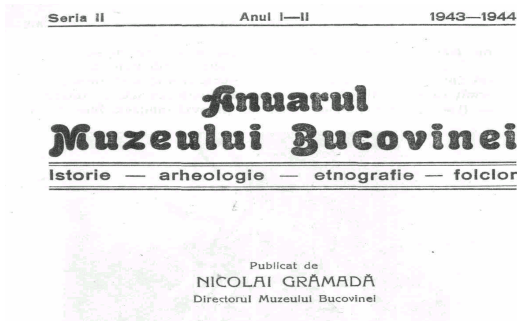 Seria II Anul I—II 1943—1944
Anuarul
Muzeului Bucovinei
Istorie — arheologie — etnografie — folclor
Publicat de
NICOLAI GRĂMADĂ
Directorul Muzeului Bucovinei